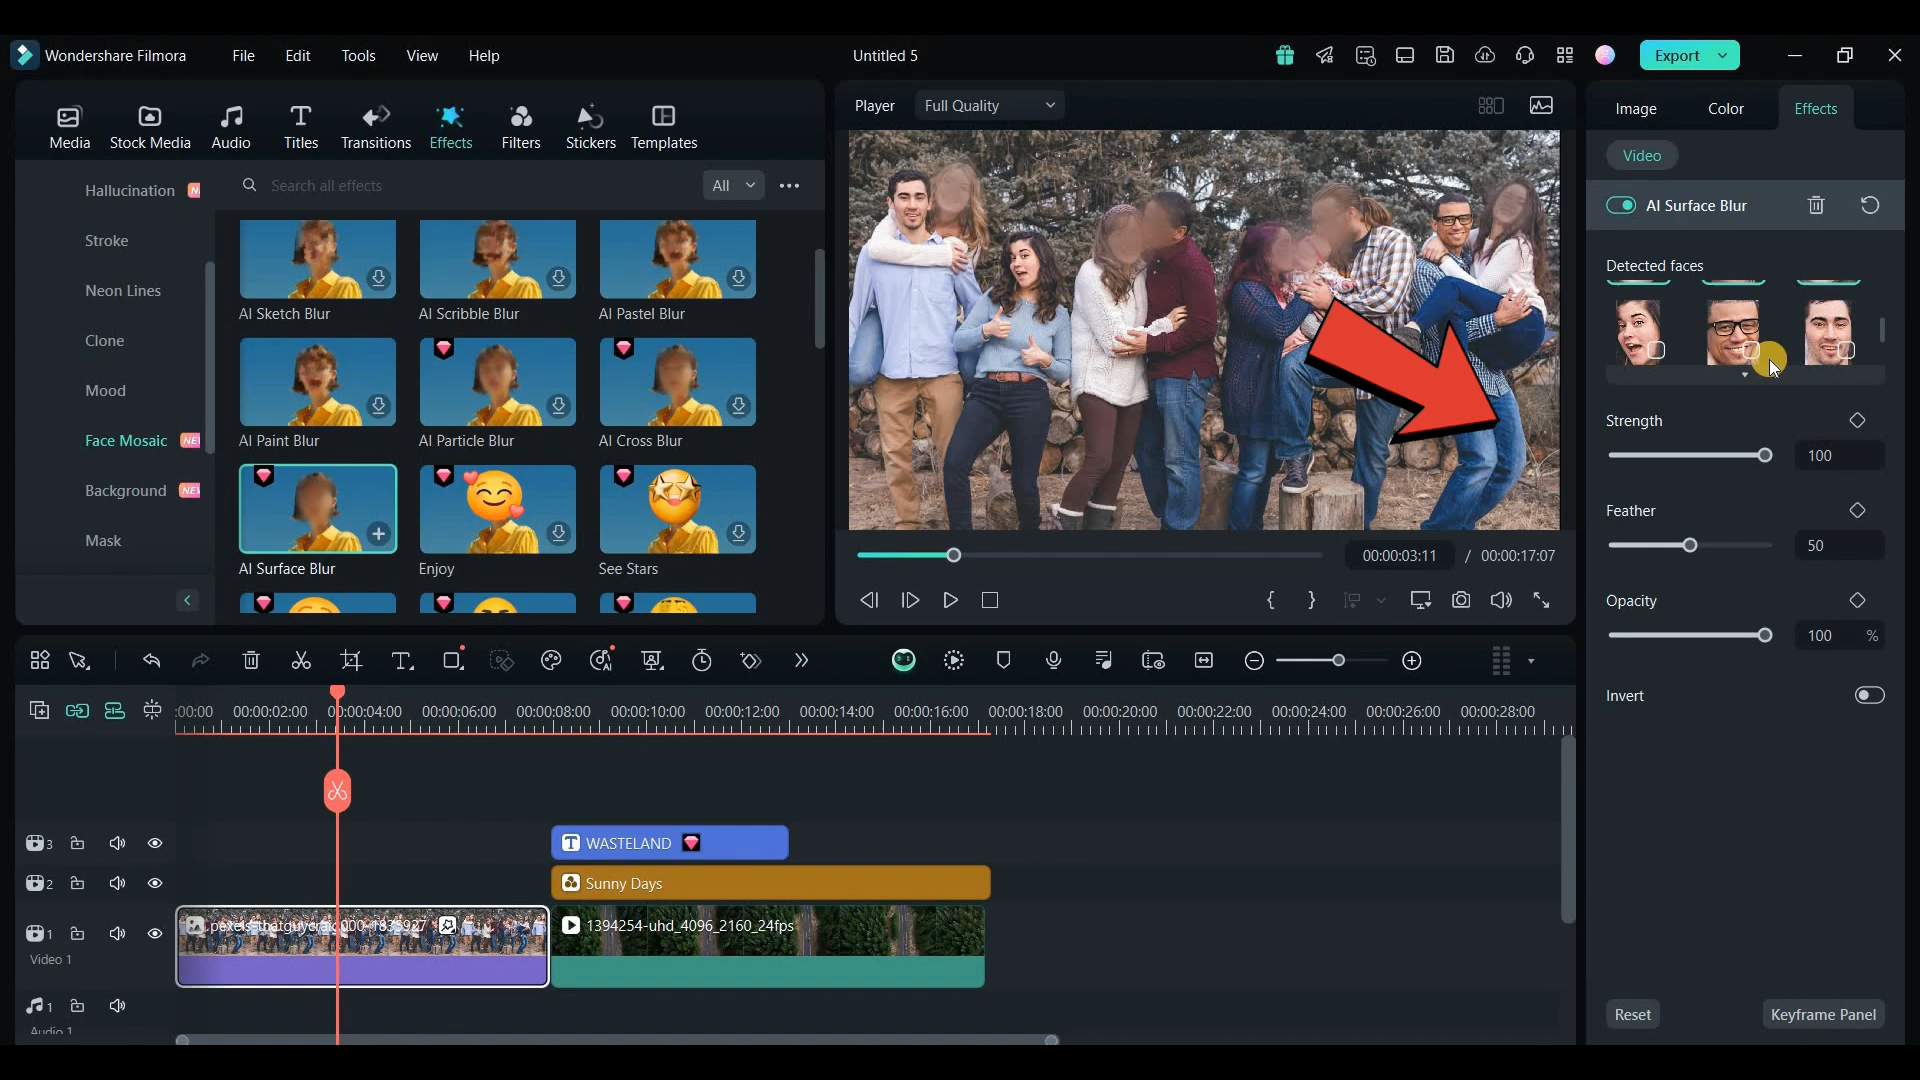 Wondershare Filmora
File
Edit
Tools
View
Help
Untitled 5
Export
Media
Stock Media
Audio
Titles
Transitions
Effects
Filters
Stickers
Templates
Player
Full Quality
Image
Color
Effects
Video
Hallucination
Search all effects
All
AI Surface Blur
Stroke
Detected faces
Neon Lines
AI Sketch Blur
AI Scribble Blur
AI Pastel Blur
Clone
Mood
Strength
100
Face Mosaic
AI Paint Blur
AI Particle Blur
AI Cross Blur
Background
Feather
50
Mask
AI Surface Blur
Enjoy
See Stars
00:00:03:11 / 00:00:17:07
Opacity
100 %
Invert
:00:00 00:00:02:00 00:00:04:00 00:00:06:00 00:00:08:00 00:00:10:00 00:00:12:00 00:00:14:00 00:00:16:00 00:00:18:00 00:00:20:00 00:00:22:00 00:00:24:00 00:00:26:00 00:00:28:00
3
WASTELAND
2
Sunny Days
1
1394254-uhd_4096_2160_24fps
Video 1
1
Audio 1
Reset
Keyframe Panel